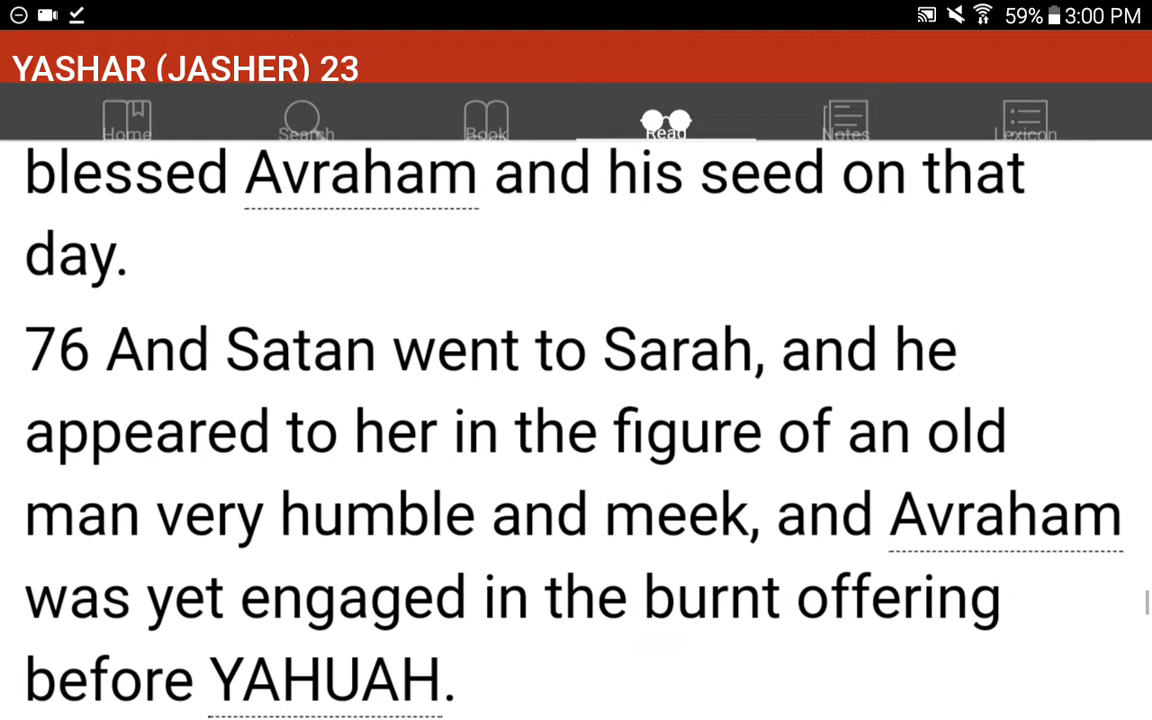 59% 3:00 PM
YASHAR (JASHER) 23
Home Search Book Read Notes Lexicon
blessed Avraham and his seed on that
day.
76 And Satan went to Sarah, and he
appeared to her in the figure of an old
man very humble and meek, and Avraham
was yet engaged in the burnt offering
before YAHUAH.